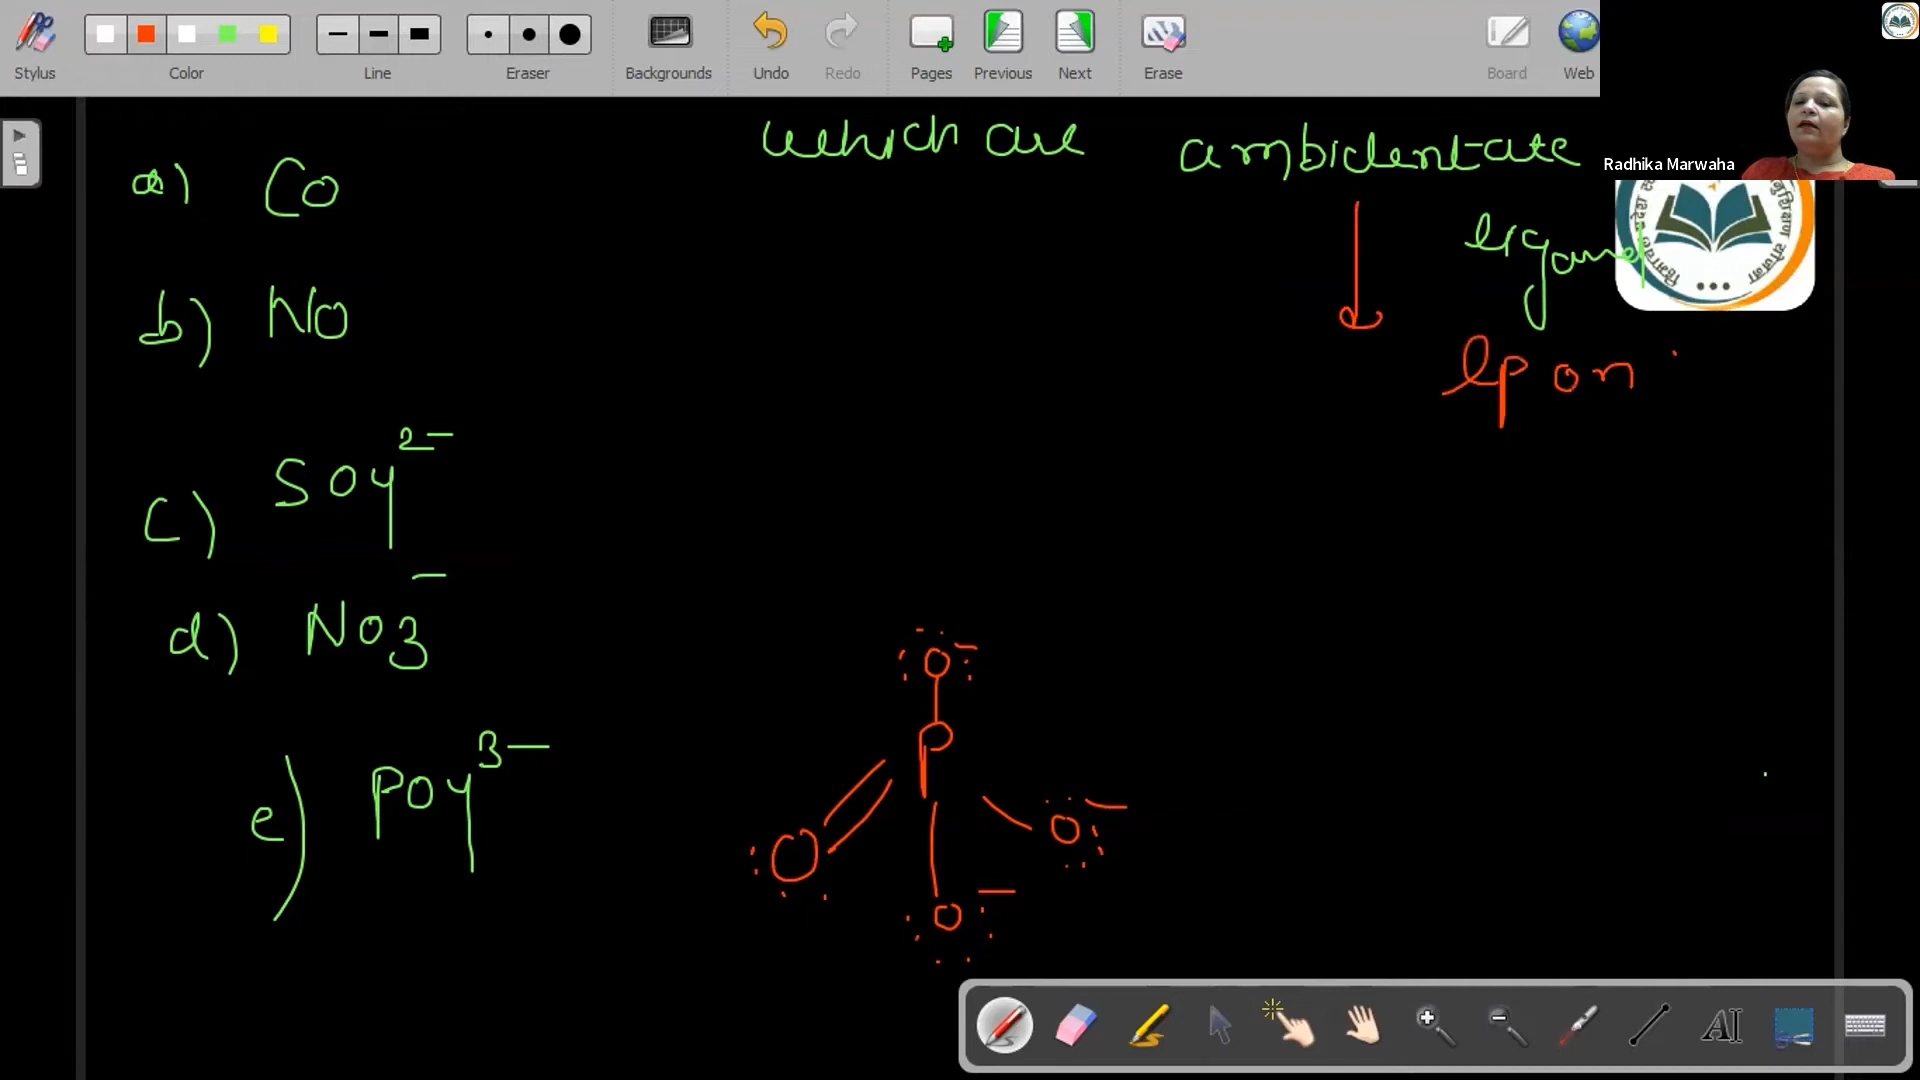 Stylus Color Line Eraser Backgrounds Undo Redo Pages Previous Next Erase Board Web
Radhika Marwaha
which are ambidentate
ligand
lp on
a) CO
b) NO
c) SO4 2-
d) NO3 -
e) PO4 3-
:O: -
P
:O
O: -
:O: -